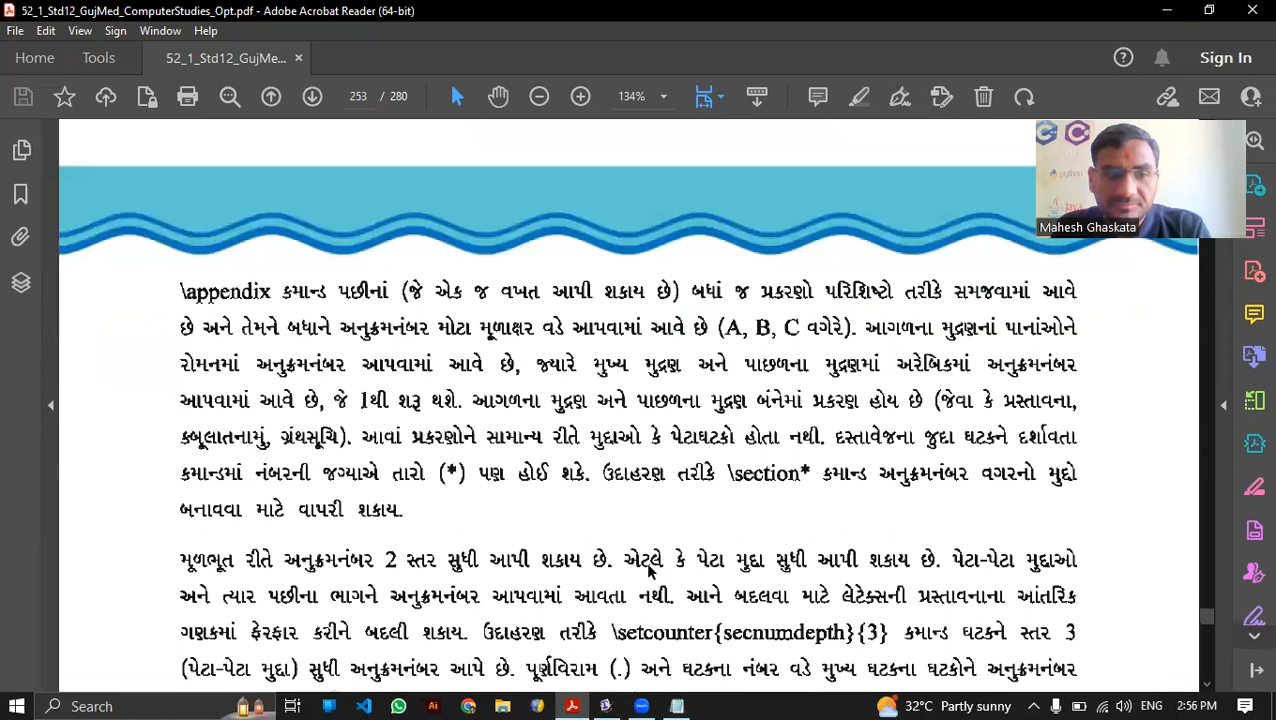 52_1_Std12_GujMed_ComputerStudies_Opt.pdf - Adobe Acrobat Reader (64-bit)
File Edit View Sign Window Help
Home Tools 52_1_Std12_GujMe... × Sign In
253 / 280 134%
python
Java
Mahesh Ghaskata
\appendix કમાન્ડ પછીનાં (જે એક જ વખત આપી શકાય છે) બધાં જ પ્રકરણો પરિશિષ્ટો તરીકે સમજવામાં આવે
છે અને તેમને બધાને અનુક્રમનંબર મોટા મૂળાક્ષર વડે આપવામાં આવે છે (A, B, C વગેરે). આગળના મુદ્રણનાં પાનાંઓને
રોમનમાં અનુક્રમનંબર આપવામાં આવે છે, જ્યારે મુખ્ય મુદ્રણ અને પાછળના મુદ્રણમાં અરેબિકમાં અનુક્રમનંબર
આપવામાં આવે છે, જે 1થી શરૂ થશે. આગળના મુદ્રણ અને પાછળના મુદ્રણ બંનેમાં પ્રકરણ હોય છે (જેવા કે પ્રસ્તાવના,
કબૂલાતનામું, ગ્રંથસૂચિ). આવાં પ્રકરણોને સામાન્ય રીતે મુદ્દાઓ કે પેટાઘટકો હોતા નથી. દસ્તાવેજના જુદા ઘટકને દર્શાવતા
કમાન્ડમાં નંબરની જગ્યાએ તારો (*) પણ હોઈ શકે. ઉદાહરણ તરીકે \section* કમાન્ડ અનુક્રમનંબર વગરનો મુદ્દો
બનાવવા માટે વાપરી શકાય.
મૂળભૂત રીતે અનુક્રમનંબર 2 સ્તર સુધી આપી શકાય છે. એટલે કે પેટા મુદ્દા સુધી આપી શકાય છે. પેટા-પેટા મુદ્દાઓ
અને ત્યાર પછીના ભાગને અનુક્રમનંબર આપવામાં આવતા નથી. આને બદલવા માટે લેટેક્સની પ્રસ્તાવનાના આંતરિક
ગણકમાં ફેરફાર કરીને બદલી શકાય. ઉદાહરણ તરીકે \setcounter{secnumdepth}{3} કમાન્ડ ઘટકને સ્તર 3
(પેટા-પેટા મુદ્દા) સુધી અનુક્રમનંબર આપે છે. પૂર્ણવિરામ (.) અને ઘટકના નંબર વડે મુખ્ય ઘટકના ઘટકોને અનુક્રમનંબર
Search 32°C Partly sunny ENG 2:56 PM